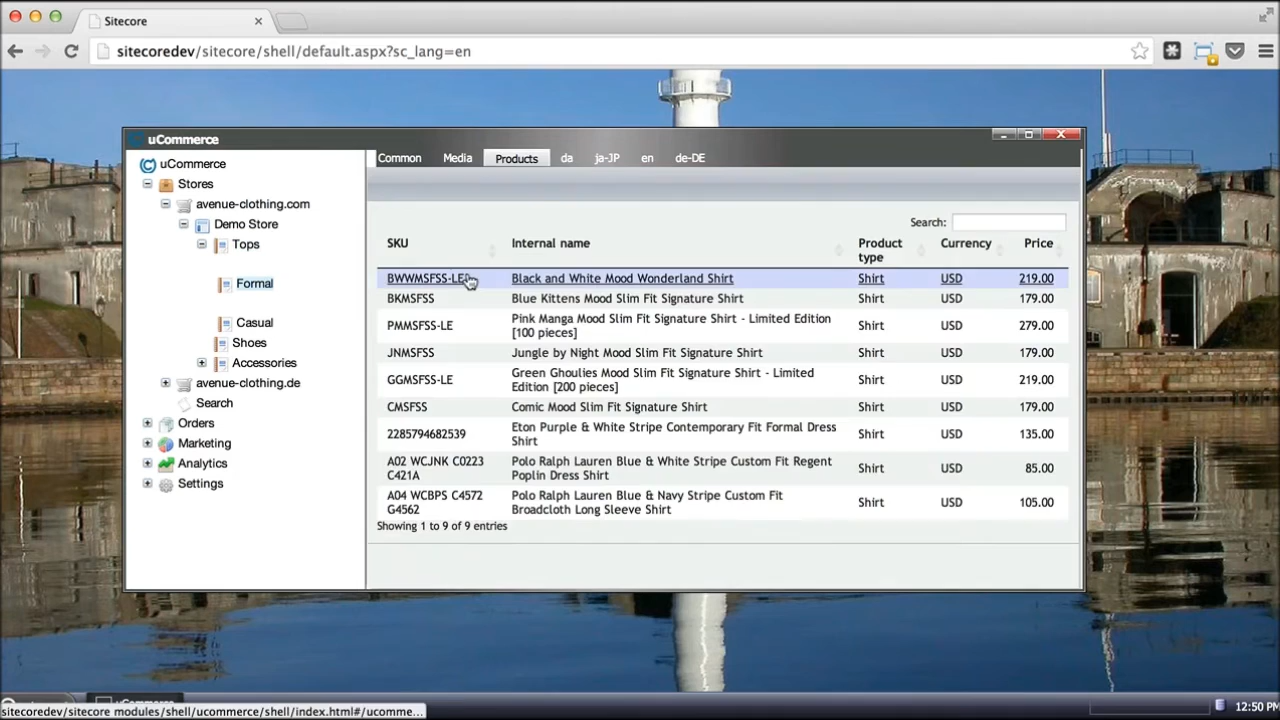 Sitecore
sitecoredev/sitecore/shell/default.aspx?sc_lang=en
uCommerce
uCommerce
Stores
avenue-clothing.com
Demo Store
Tops
Formal
Casual
Shoes
Accessories
avenue-clothing.de
Search
Orders
Marketing
Analytics
Settings
Common Media Products da ja-JP en de-DE
Search:
SKU Internal name Product type Currency Price
BWWMSFSS-LE Black and White Mood Wonderland Shirt Shirt USD 219.00
BKMSFSS Blue Kittens Mood Slim Fit Signature Shirt Shirt USD 179.00
PMMSFSS-LE Pink Manga Mood Slim Fit Signature Shirt - Limited Edition [100 pieces] Shirt USD 279.00
JNMSFSS Jungle by Night Mood Slim Fit Signature Shirt Shirt USD 179.00
GGMSFSS-LE Green Ghoulies Mood Slim Fit Signature Shirt - Limited Edition [200 pieces] Shirt USD 219.00
CMSFSS Comic Mood Slim Fit Signature Shirt Shirt USD 179.00
2285794682539 Eton Purple & White Stripe Contemporary Fit Formal Dress Shirt Shirt USD 135.00
A02 WCJNK C0223 C421A Polo Ralph Lauren Blue & White Stripe Custom Fit Regent Poplin Dress Shirt Shirt USD 85.00
A04 WCBPS C4572 G4562 Polo Ralph Lauren Blue & Navy Stripe Custom Fit Broadcloth Long Sleeve Shirt Shirt USD 105.00
Showing 1 to 9 of 9 entries
sitecoredev/sitecore modules/shell/ucommerce/shell/index.html#/ucomme...
12:50 PM